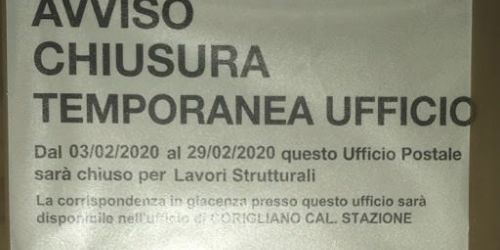 AVVISO
CHIUSURA
TEMPORANEA UFFICIO
Dal 03/02/2020 al 29/02/2020 questo Ufficio Postale
sarà chiuso per Lavori Strutturali
La corrispondenza in giacenza presso questo ufficio sarà
disponibile nell'ufficio di CORIGLIANO CAL. STAZIONE